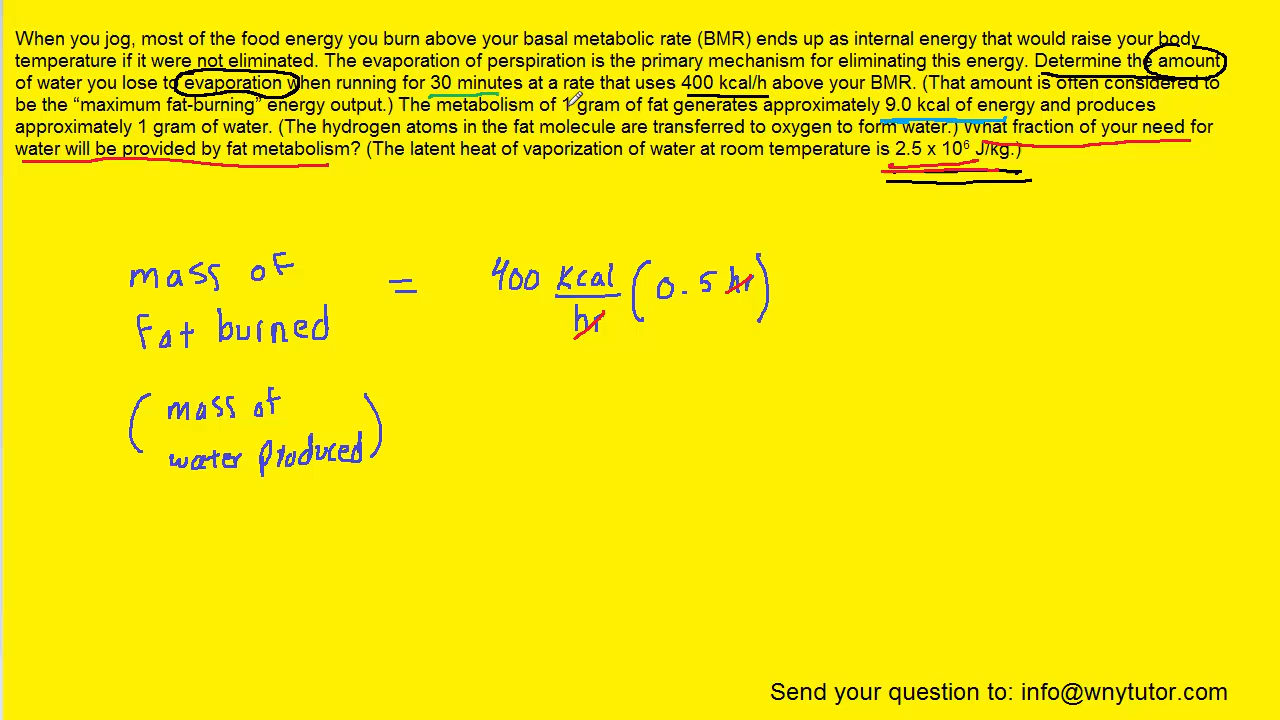 When you jog, most of the food energy you burn above your basal metabolic rate (BMR) ends up as internal energy that would raise your body
temperature if it were not eliminated. The evaporation of perspiration is the primary mechanism for eliminating this energy. Determine the amount
of water you lose to evaporation when running for 30 minutes at a rate that uses 400 kcal/h above your BMR. (That amount is often considered to
be the “maximum fat-burning” energy output.) The metabolism of 1 gram of fat generates approximately 9.0 kcal of energy and produces
approximately 1 gram of water. (The hydrogen atoms in the fat molecule are transferred to oxygen to form water.) What fraction of your need for
water will be provided by fat metabolism? (The latent heat of vaporization of water at room temperature is 2.5 x 10⁶ J/kg.)
mass of
Fat burned
= 400 Kcal/hr (0.5 hr)
(mass of
water produced)
Send your question to: info@wnytutor.com